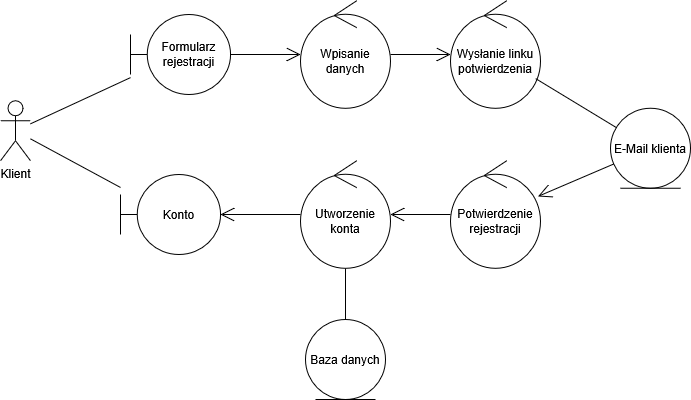 Formularz
rejestracji
Wpisanie
danych
Wysłanie linku
potwierdzenia
E-Mail klienta
Klient
Konto
Utworzenie
konta
Potwierdzenie
rejestracji
Baza danych